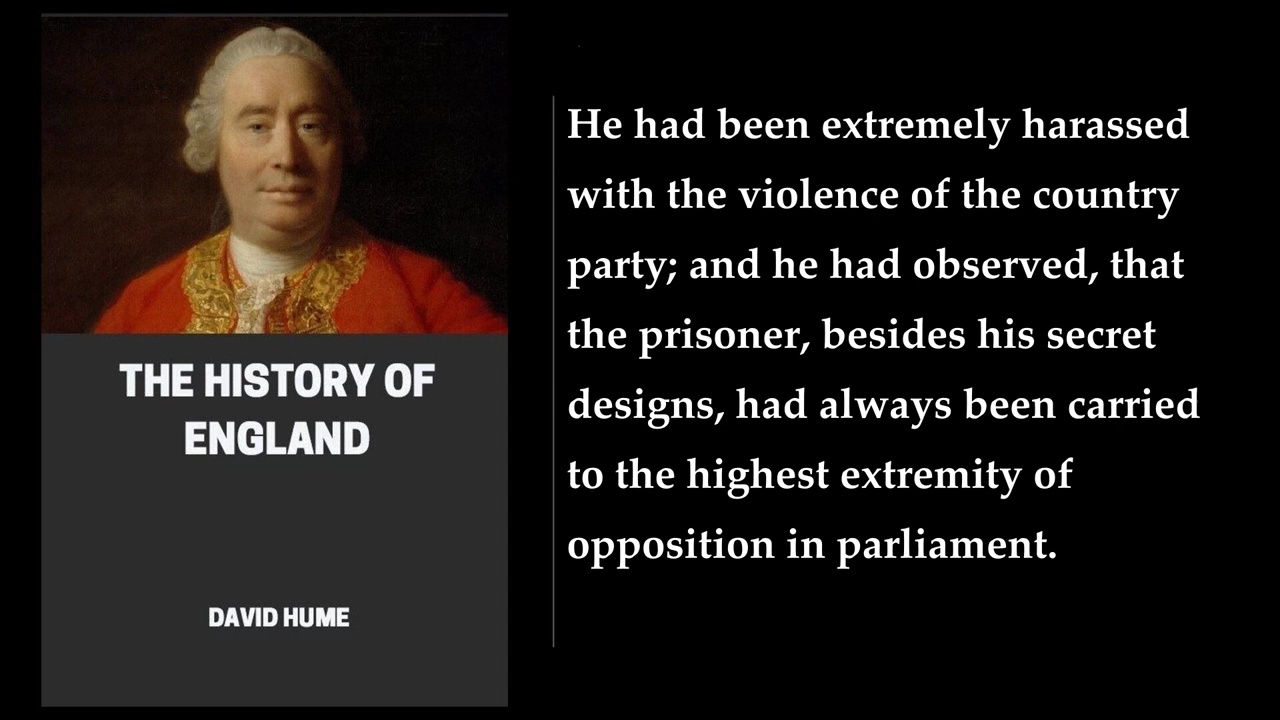 THE HISTORY OF
ENGLAND
DAVID HUME
He had been extremely harassed
with the violence of the country
party; and he had observed, that
the prisoner, besides his secret
designs, had always been carried
to the highest extremity of
opposition in parliament.